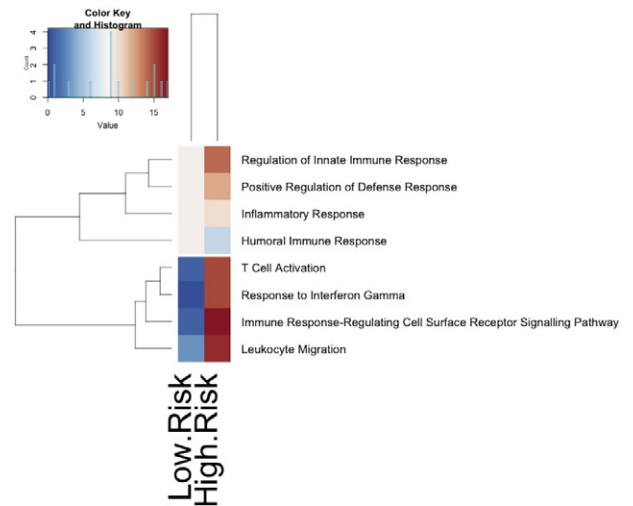 Color Key
and Histogram
Count
0 1 2 3 4
0 5 10 15
Value
Regulation of Innate Immune Response
Positive Regulation of Defense Response
Inflammatory Response
Humoral Immune Response
T Cell Activation
Response to Interferon Gamma
Immune Response-Regulating Cell Surface Receptor Signalling Pathway
Leukocyte Migration
Low.Risk
High.Risk